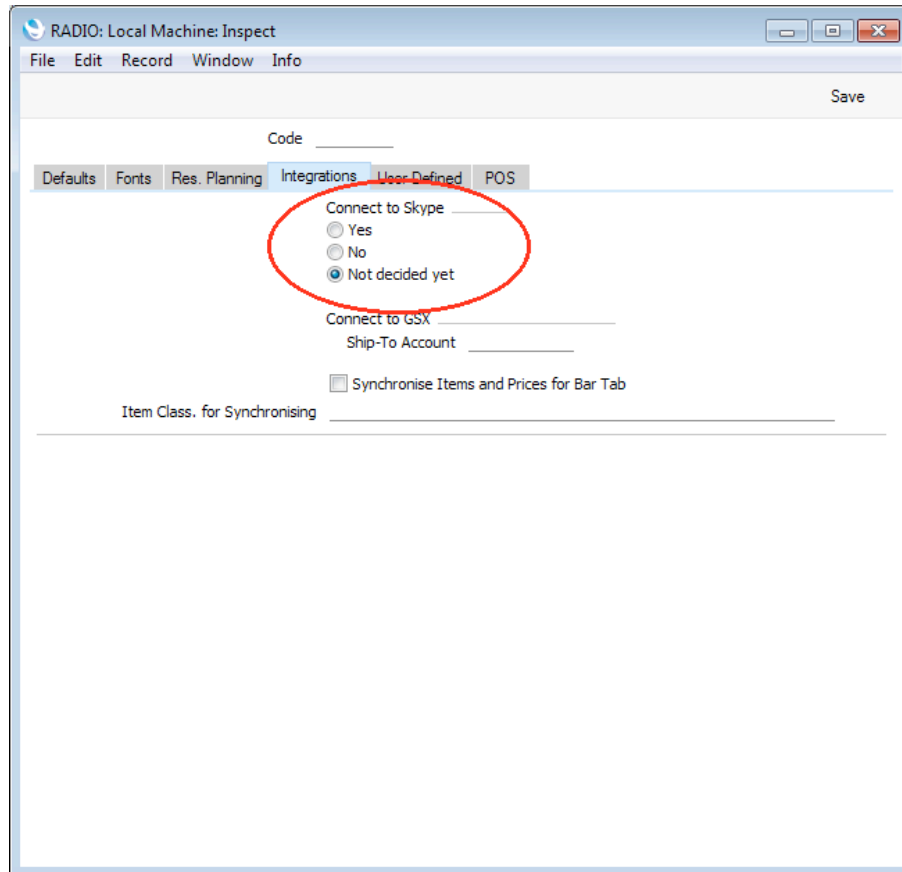 RADIO: Local Machine: Inspect
File Edit Record Window Info
Save
Code
Defaults Fonts Res. Planning Integrations User Defined POS
Connect to Skype
Yes
No
Not decided yet
Connect to GSX
Ship-To Account
Synchronise Items and Prices for Bar Tab
Item Class. for Synchronising